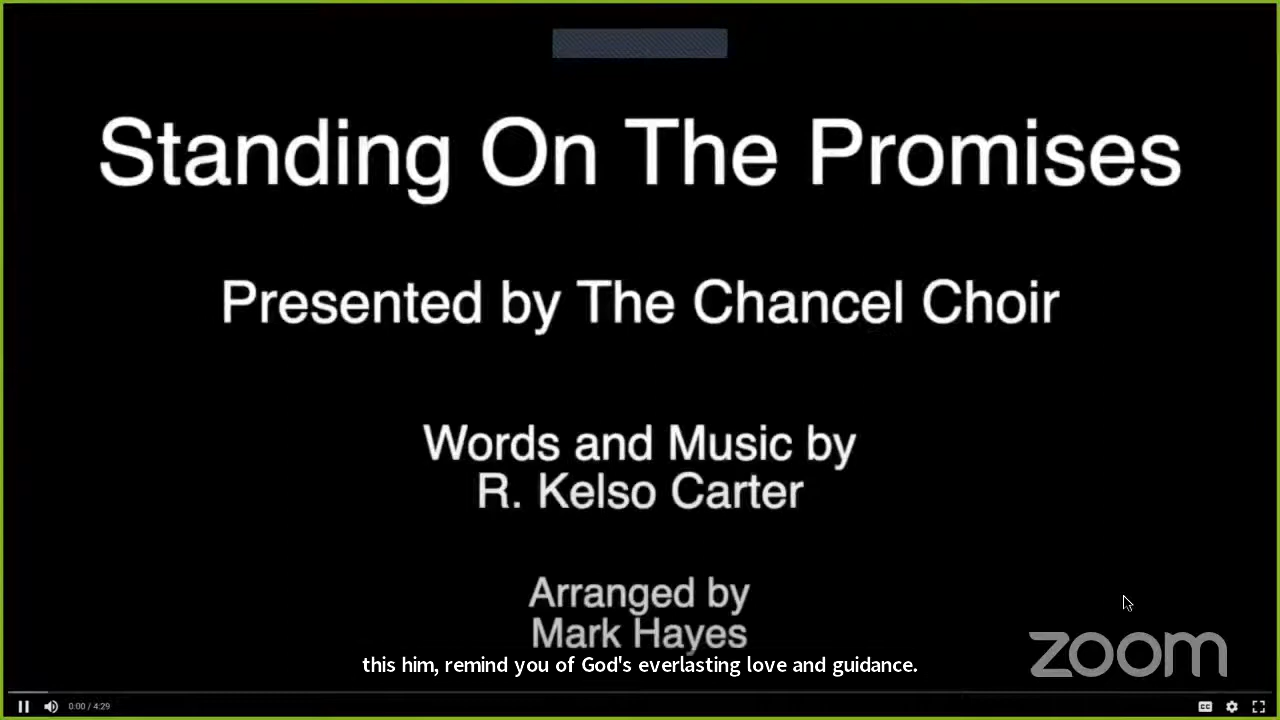 Standing On The Promises
Presented by The Chancel Choir
Words and Music by
R. Kelso Carter
Arranged by
Mark Hayes
this him, remind you of God's everlasting love and guidance.
zoom
0:00 / 4:29
CC